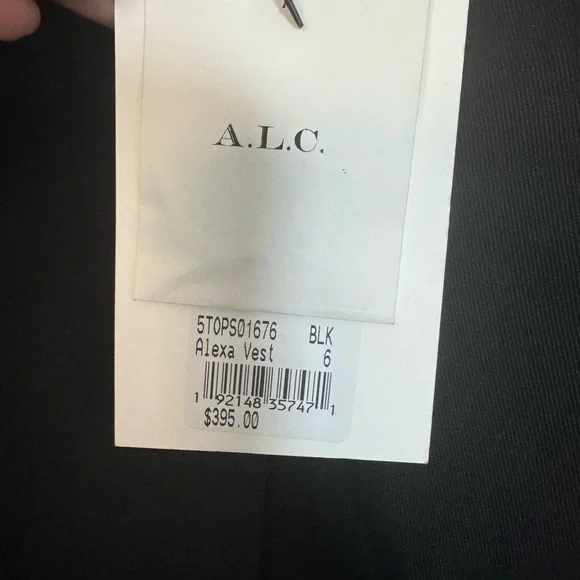 A.L.C.
5TOPS01676 BLK
Alexa Vest 6
1 92148 35747 1
$395.00